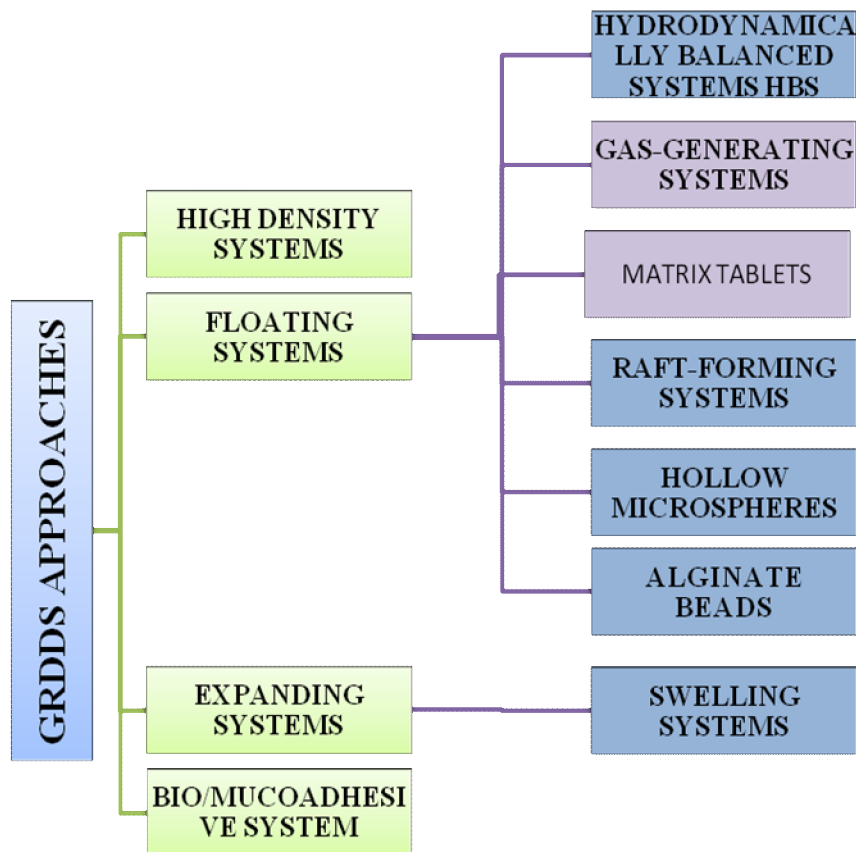 GRDDS APPROACHES
HIGH DENSITY
SYSTEMS
FLOATING
SYSTEMS
EXPANDING
SYSTEMS
BIO/MUCOADHESI
VE SYSTEM
HYDRODYNAMICA
LLY BALANCED
SYSTEMS HBS
GAS-GENERATING
SYSTEMS
MATRIX TABLETS
RAFT-FORMING
SYSTEMS
HOLLOW
MICROSPHERES
ALGINATE
BEADS
SWELLING
SYSTEMS